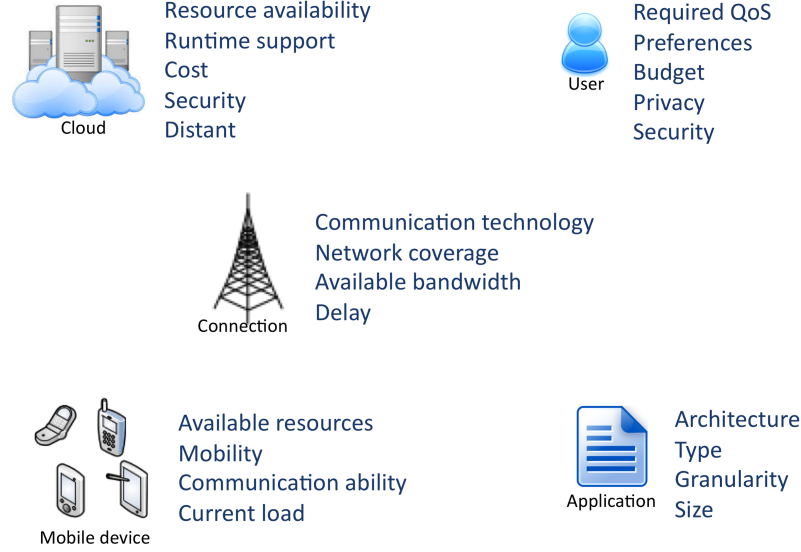 Resource availability
Runtime support
Cost
Security
Distant
Cloud
Required QoS
Preferences
Budget
Privacy
Security
User
Communication technology
Network coverage
Available bandwidth
Delay
Connection
Available resources
Mobility
Communication ability
Current load
Mobile device
Architecture
Type
Granularity
Size
Application